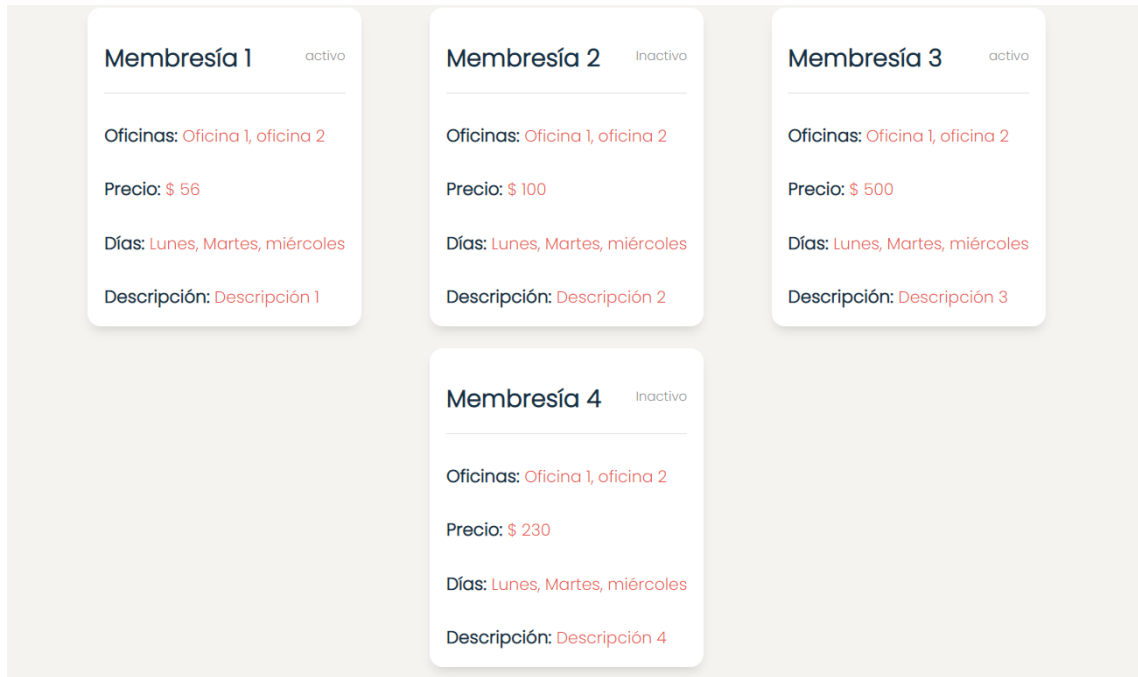 Membresía 1 activo
Oficinas: Oficina 1, oficina 2
Precio: $ 56
Días: Lunes, Martes, miércoles
Descripción: Descripción 1
Membresía 2 Inactivo
Oficinas: Oficina 1, oficina 2
Precio: $ 100
Días: Lunes, Martes, miércoles
Descripción: Descripción 2
Membresía 3 activo
Oficinas: Oficina 1, oficina 2
Precio: $ 500
Días: Lunes, Martes, miércoles
Descripción: Descripción 3
Membresía 4 Inactivo
Oficinas: Oficina 1, oficina 2
Precio: $ 230
Días: Lunes, Martes, miércoles
Descripción: Descripción 4